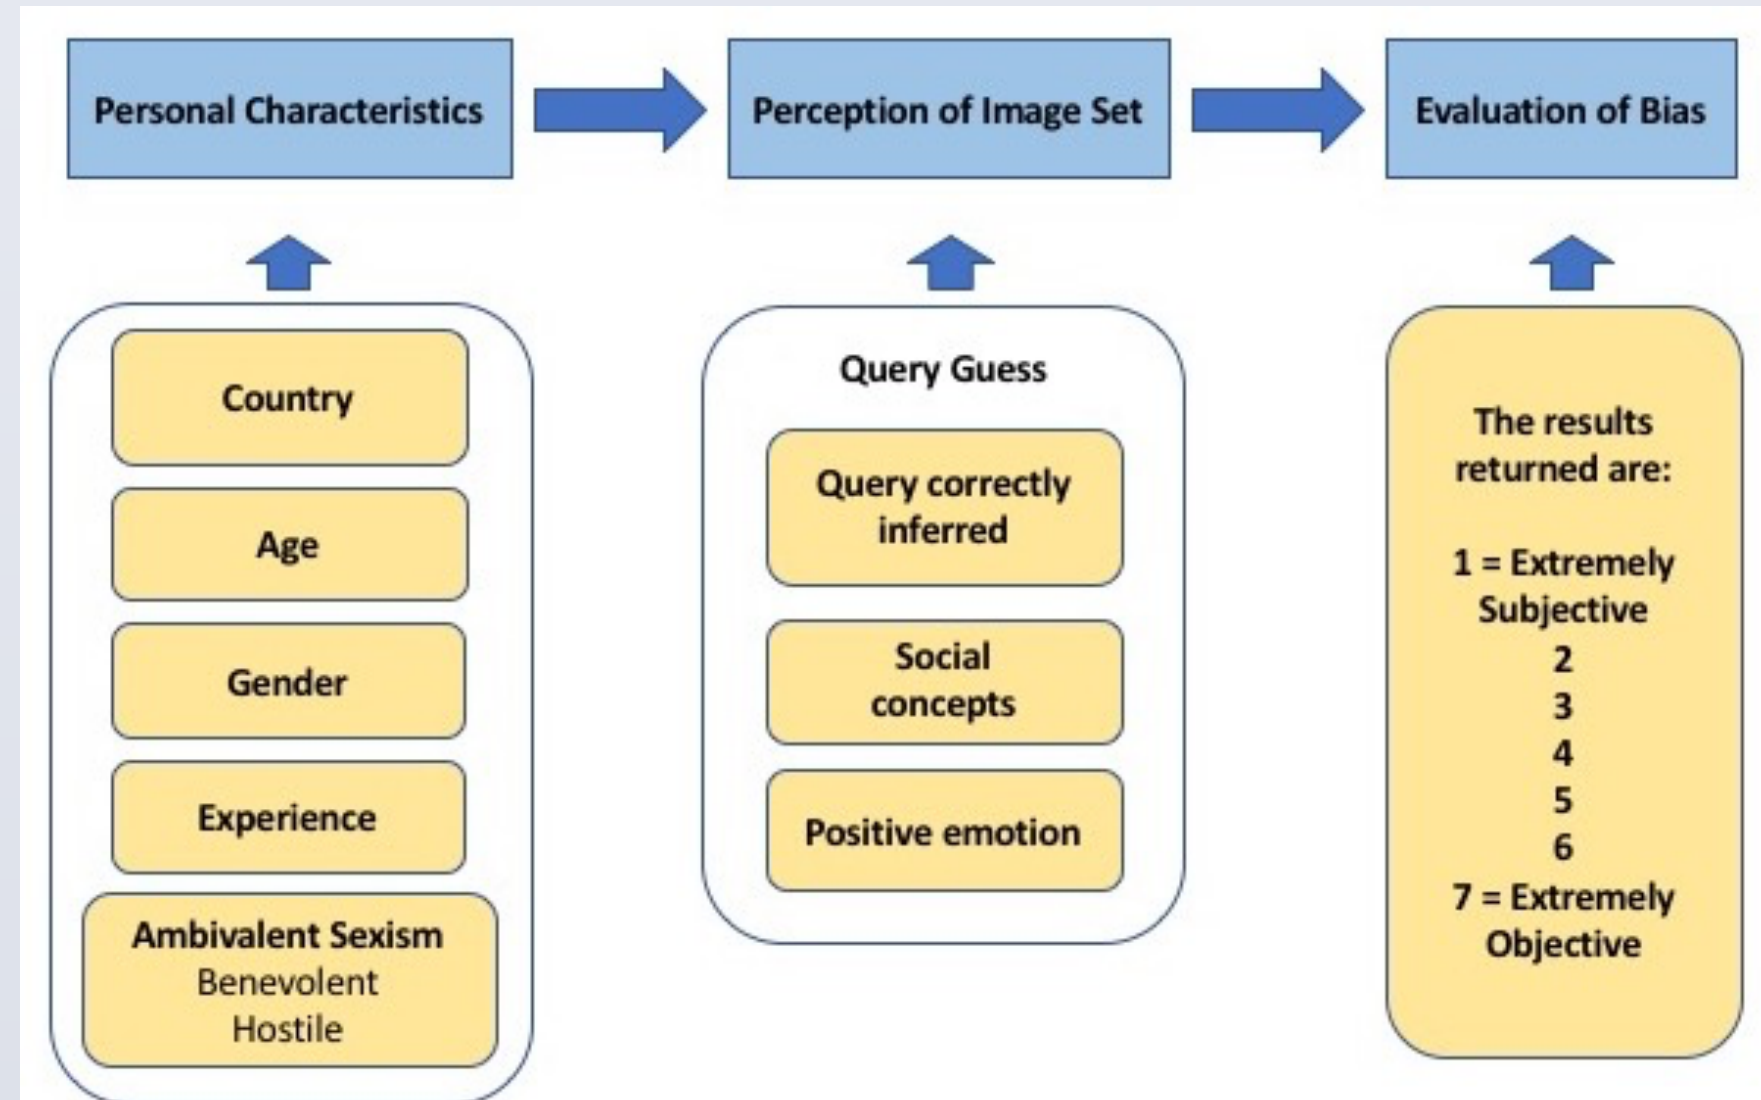 Personal Characteristics
Perception of Image Set
Evaluation of Bias
Country
Age
Gender
Experience
Ambivalent Sexism
Benevolent
Hostile
Query Guess
Query correctly
inferred
Social
concepts
Positive emotion
The results
returned are:
1 = Extremely
Subjective
2
3
4
5
6
7 = Extremely
Objective